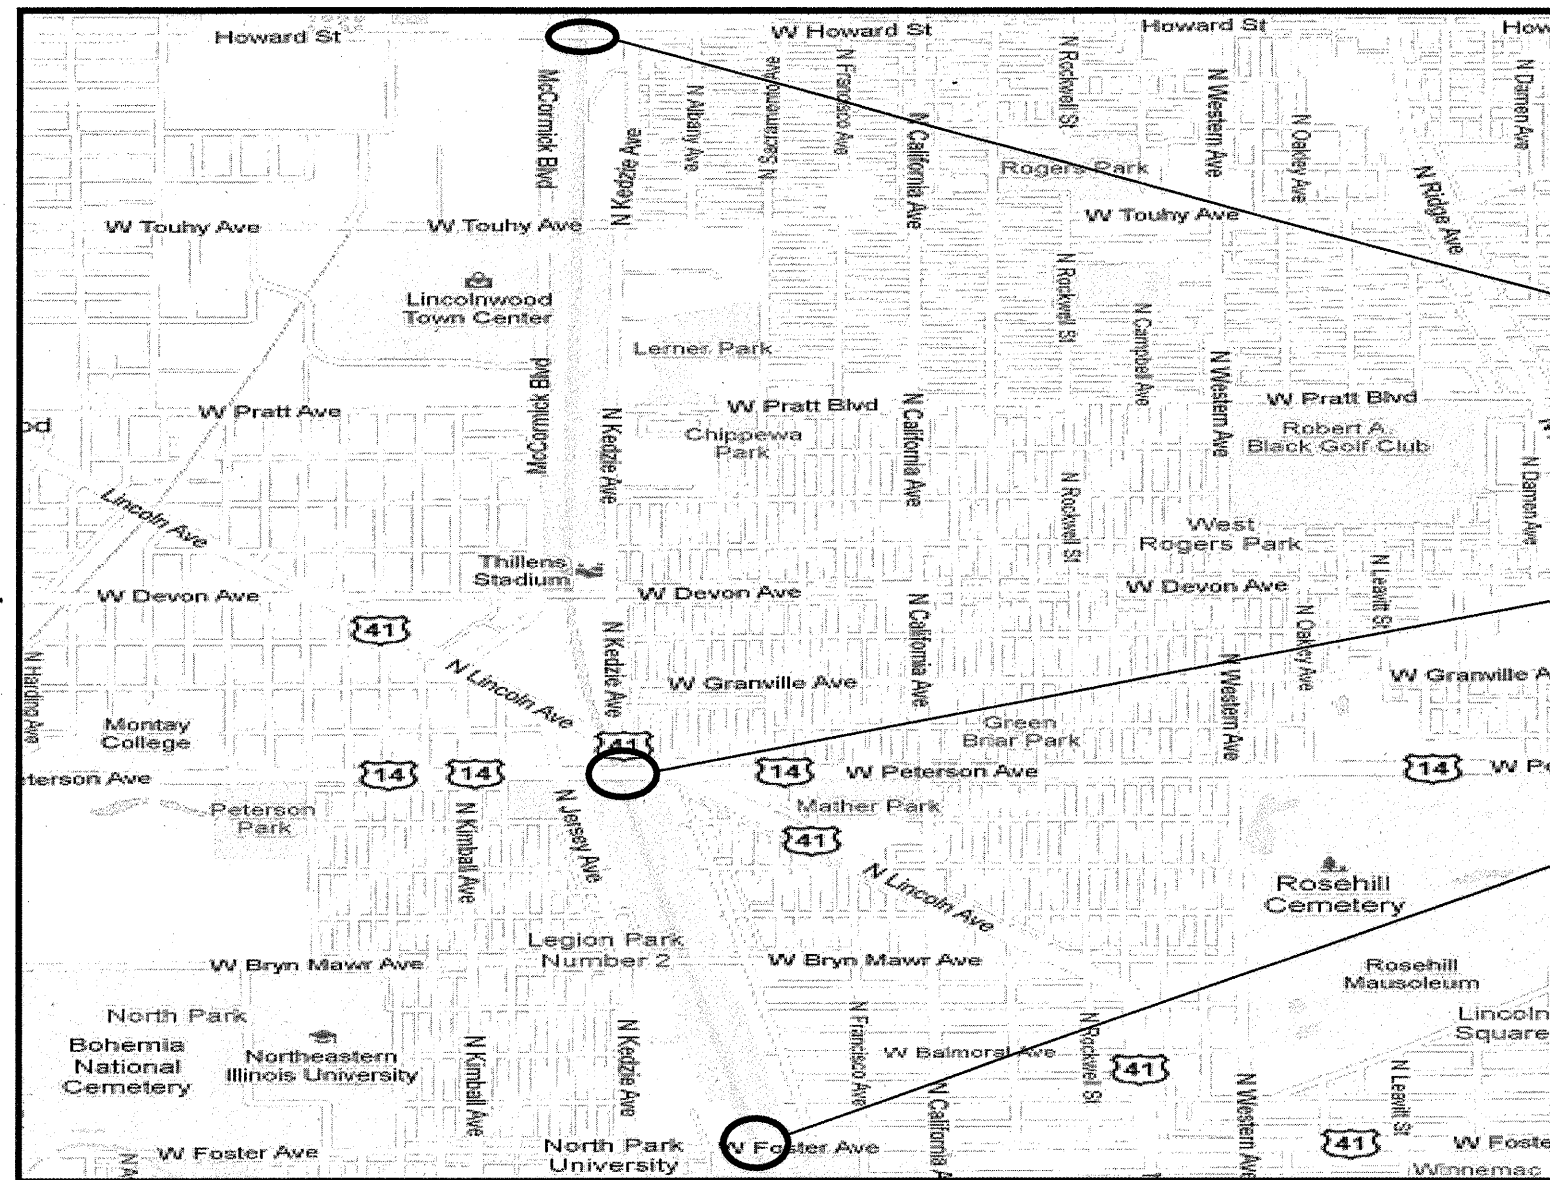 Howard St
W Howard St
Howard St
How
McCormick Blvd
N Kedzie Ave
N Albany Ave
N Sacramento Ave
N Francisco Ave
N California Ave
N Rockwell St
N Western Ave
N Oakley Ave
N Damen Ave
N Ridge Ave
Rogers Park
W Touhy Ave
W Touhy Ave
W Touhy Ave
Lincolnwood
Town Center
N Rockwell St
N Campbell Ave
Lerner Park
McCormick Blvd
N Kedzie Ave
N California Ave
N Western Ave
W Pratt Ave
W Pratt Blvd
W Pratt Blvd
od
Chippewa
Park
Robert A.
Black Golf Club
N Damen Ave
Lincoln Ave
N Rockwell St
West
Rogers Park
Thillens
Stadium
W Devon Ave
W Devon Ave
W Devon Ave
N Leavitt St
41
N Kedzie Ave
N California Ave
N Oakley Ave
N Harding Ave
N Lincoln Ave
W Granville Ave
N Western Ave
W Granville A
Montay
College
41
Green
Briar Park
eterson Ave
14
14
14
W Peterson Ave
14
W Pe
Peterson
Park
N Kimball Ave
N Jersey Ave
Mather Park
41
N Lincoln Ave
Rosehill
Cemetery
Legion Park
Number 2
W Bryn Mawr Ave
W Bryn Mawr Ave
Rosehill
Mausoleum
North Park
Bohemia
National
Cemetery
Northeastern
Illinois University
N Kimball Ave
N Kedzie Ave
N Francisco Ave
W Balmoral Ave
N Rockwell St
41
Lincoln
Square
N California A
N Western Ave
N Leavitt St
W Foster Ave
North Park
University
W Foster Ave
41
W Foste
Winnemac